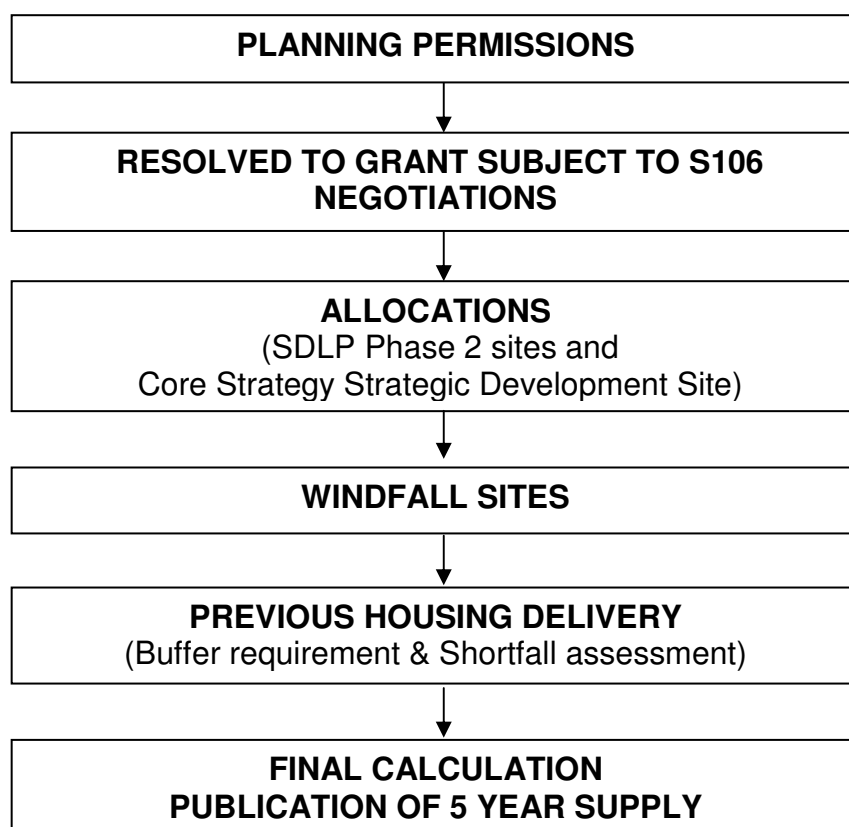 PLANNING PERMISSIONS
RESOLVED TO GRANT SUBJECT TO S106
NEGOTIATIONS
ALLOCATIONS
(SDLP Phase 2 sites and
Core Strategy Strategic Development Site)
WINDFALL SITES
PREVIOUS HOUSING DELIVERY
(Buffer requirement & Shortfall assessment)
FINAL CALCULATION
PUBLICATION OF 5 YEAR SUPPLY